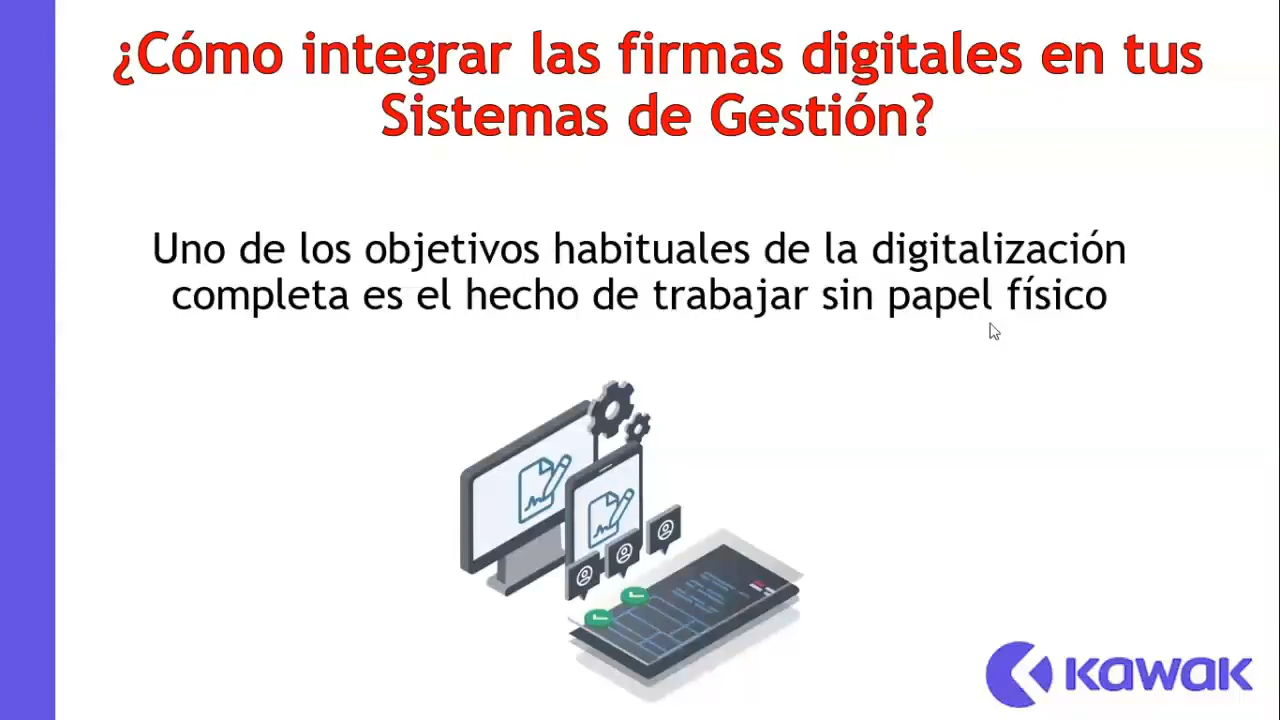 ¿Cómo integrar las firmas digitales en tus
Sistemas de Gestión?
Uno de los objetivos habituales de la digitalización
completa es el hecho de trabajar sin papel físico
KAWAK